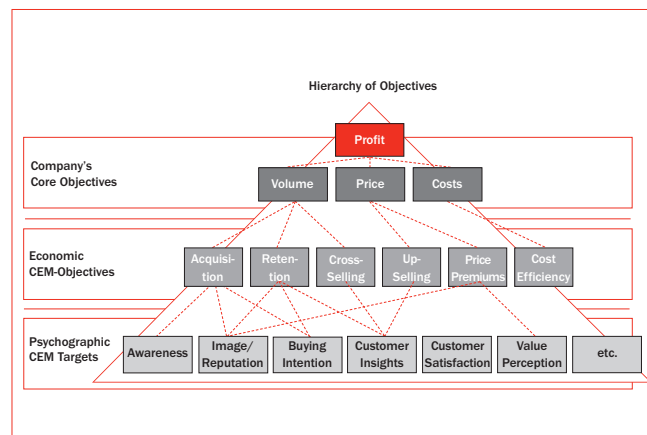 Hierarchy of Objectives
Profit
Company's
Core Objectives
Volume
Price
Costs
Economic
CEM-Objectives
Acquisi-
tion
Reten-
tion
Cross-
Selling
Up-
Selling
Price
Premiums
Cost
Efficiency
Psychographic
CEM Targets
Awareness
Image/
Reputation
Buying
Intention
Customer
Insights
Customer
Satisfaction
Value
Perception
etc.